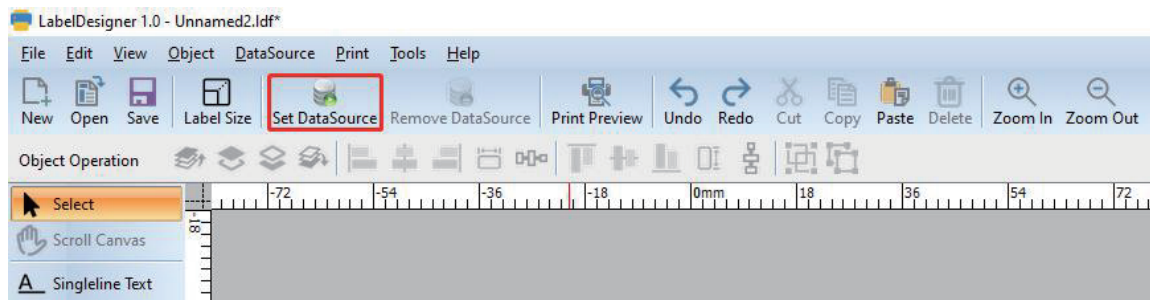 LabelDesigner 1.0 - Unnamed2.ldf*
File Edit View Object DataSource Print Tools Help
New Open Save Label Size Set DataSource Remove DataSource Print Preview Undo Redo Cut Copy Paste Delete Zoom In Zoom Out
Object Operation
-72 -54 -36 -18 0mm 18 36 54 72
Select
-18
Scroll Canvas
A Singleline Text